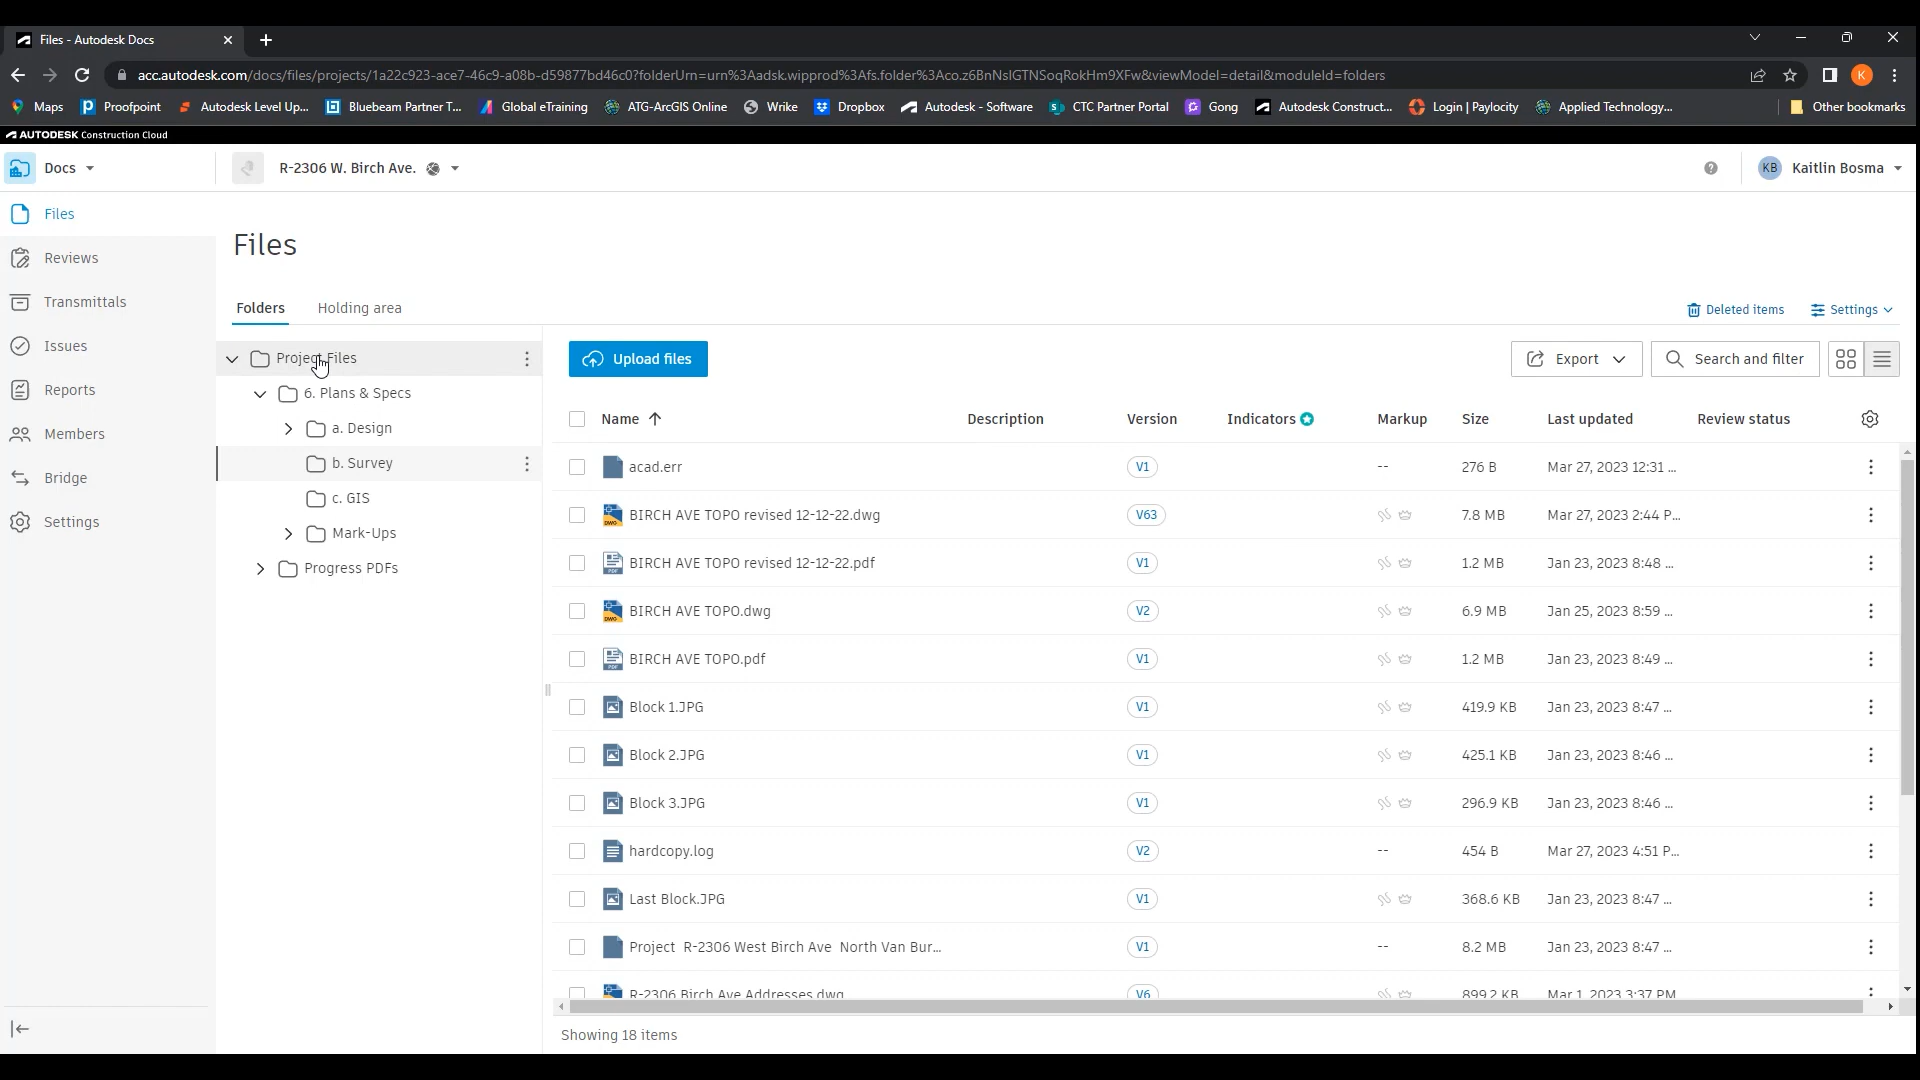 Files - Autodesk Docs
acc.autodesk.com/docs/files/projects/1a22c923-ace7-46c9-a08b-d59877bd46c0?folderUrn=urn%3Aadsk.wipprod%3Afs.folder%3Aco.z6BnNslGTNSoqRokHm9XFw&viewModel=detail&moduleId=folders
K
Maps Proofpoint Autodesk Level Up... Bluebeam Partner T... Global eTraining ATG-ArcGIS Online Wrike Dropbox Autodesk - Software CTC Partner Portal Gong Autodesk Construct... Login | Paylocity Applied Technology... Other bookmarks
AUTODESK Construction Cloud
Docs R-2306 W. Birch Ave. KB Kaitlin Bosma
Files
Reviews
Transmittals
Issues
Reports
Members
Bridge
Settings
Files
Folders Holding area Deleted items Settings
Project Files
6. Plans & Specs
a. Design
b. Survey
c. GIS
Mark-Ups
Progress PDFs
Upload files Export Search and filter
Name Description Version Indicators Markup Size Last updated Review status
acad.err V1 -- 276 B Mar 27, 2023 12:31 ...
DWG BIRCH AVE TOPO revised 12-12-22.dwg V63 7.8 MB Mar 27, 2023 2:44 P...
PDF BIRCH AVE TOPO revised 12-12-22.pdf V1 1.2 MB Jan 23, 2023 8:48 ...
DWG BIRCH AVE TOPO.dwg V2 6.9 MB Jan 25, 2023 8:59 ...
PDF BIRCH AVE TOPO.pdf V1 1.2 MB Jan 23, 2023 8:49 ...
Block 1.JPG V1 419.9 KB Jan 23, 2023 8:47 ...
Block 2.JPG V1 425.1 KB Jan 23, 2023 8:46 ...
Block 3.JPG V1 296.9 KB Jan 23, 2023 8:46 ...
hardcopy.log V2 -- 454 B Mar 27, 2023 4:51 P...
Last Block.JPG V1 368.6 KB Jan 23, 2023 8:47 ...
Project R-2306 West Birch Ave North Van Bur... V1 -- 8.2 MB Jan 23, 2023 8:47 ...
R-2306 Birch Ave Addresses.dwg V6 899.2 KB Mar 1, 2023 3:37 PM
Showing 18 items